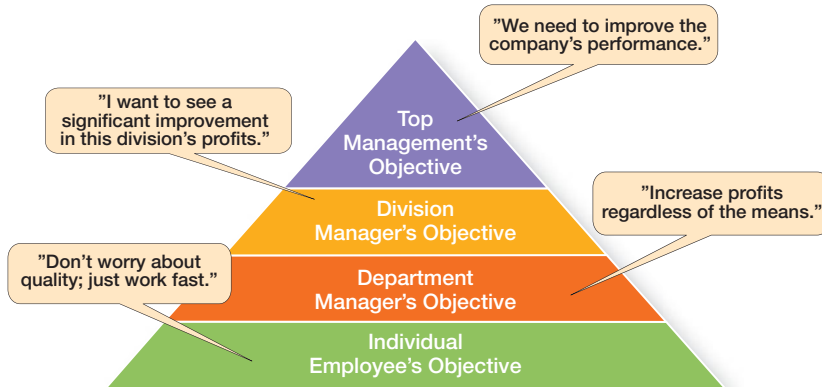 ”We need to improve the
company’s performance.”
”I want to see a
significant improvement
in this division’s profits.”
Top
Management’s
Objective
”Increase profits
regardless of the means.”
Division
Manager’s Objective
”Don’t worry about
quality; just work fast.”
Department
Manager’s Objective
Individual
Employee’s Objective